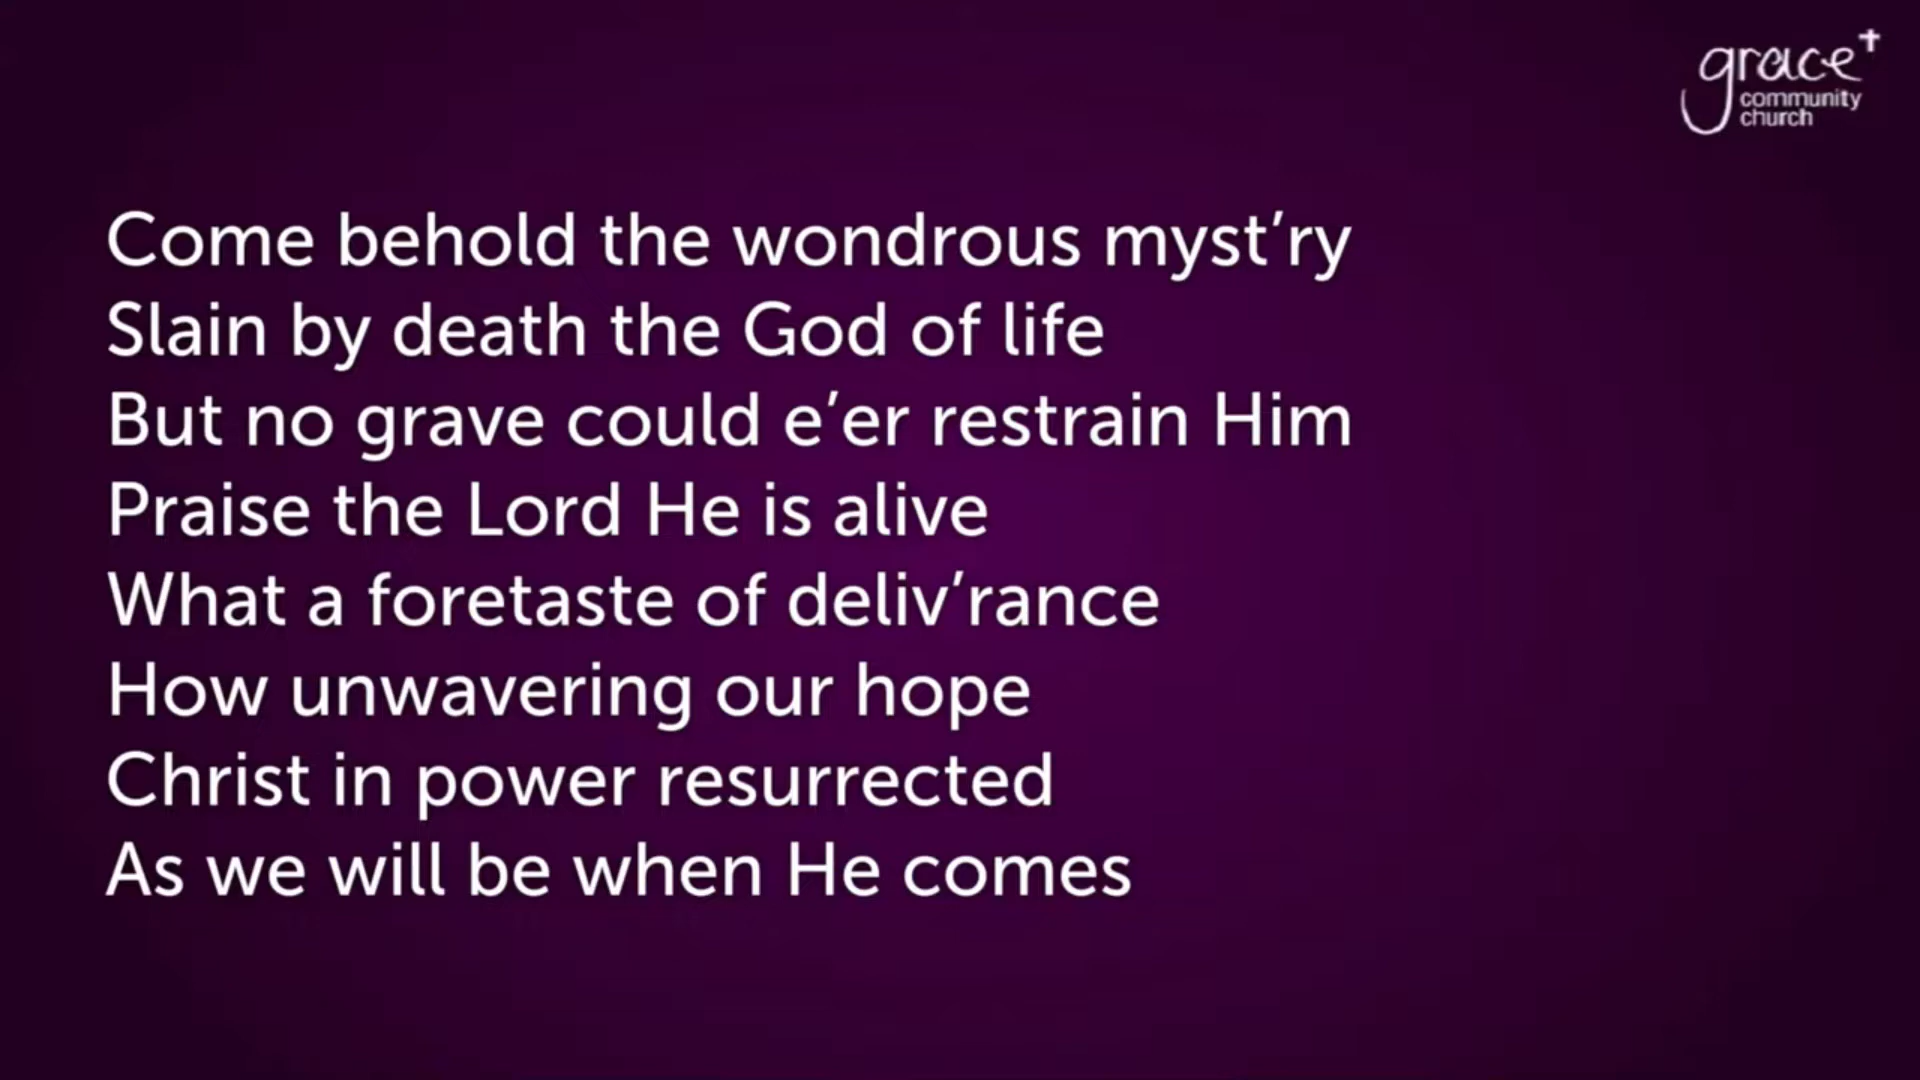 grace
community
church
Come behold the wondrous myst’ry
Slain by death the God of life
But no grave could e’er restrain Him
Praise the Lord He is alive
What a foretaste of deliv’rance
How unwavering our hope
Christ in power resurrected
As we will be when He comes